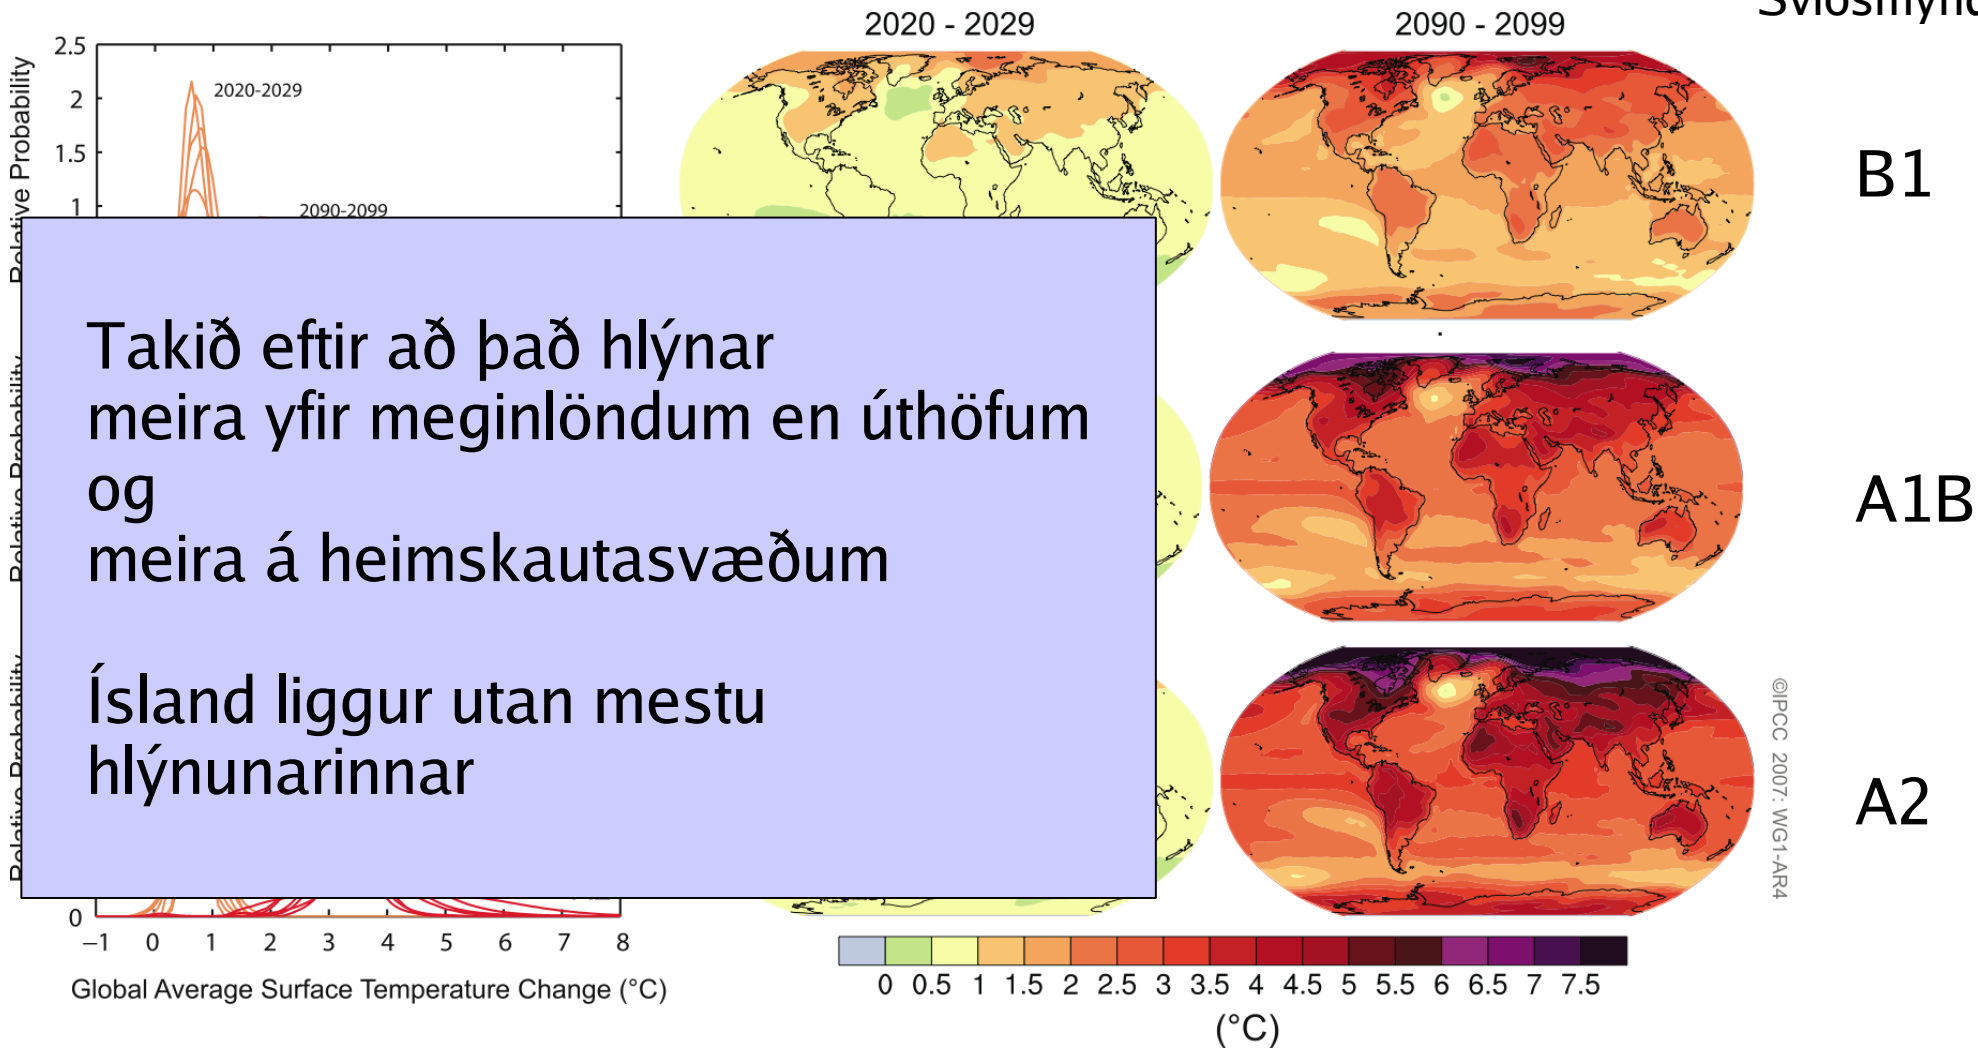 2020 - 2029
2090 - 2099
2.5
2
1.5
1
0
2020-2029
2090-2099
Relative Probability
Relative Probability
Relative Probability
B1
A1B
A2
Takið eftir að það hlýnar
meira yfir meginlöndum en úthöfum
og
meira á heimskautasvæðum
Ísland liggur utan mestu
hlýnunarinnar
©IPCC 2007: WG1-AR4
−1 0 1 2 3 4 5 6 7 8
Global Average Surface Temperature Change (°C)
0 0.5 1 1.5 2 2.5 3 3.5 4 4.5 5 5.5 6 6.5 7 7.5
(°C)